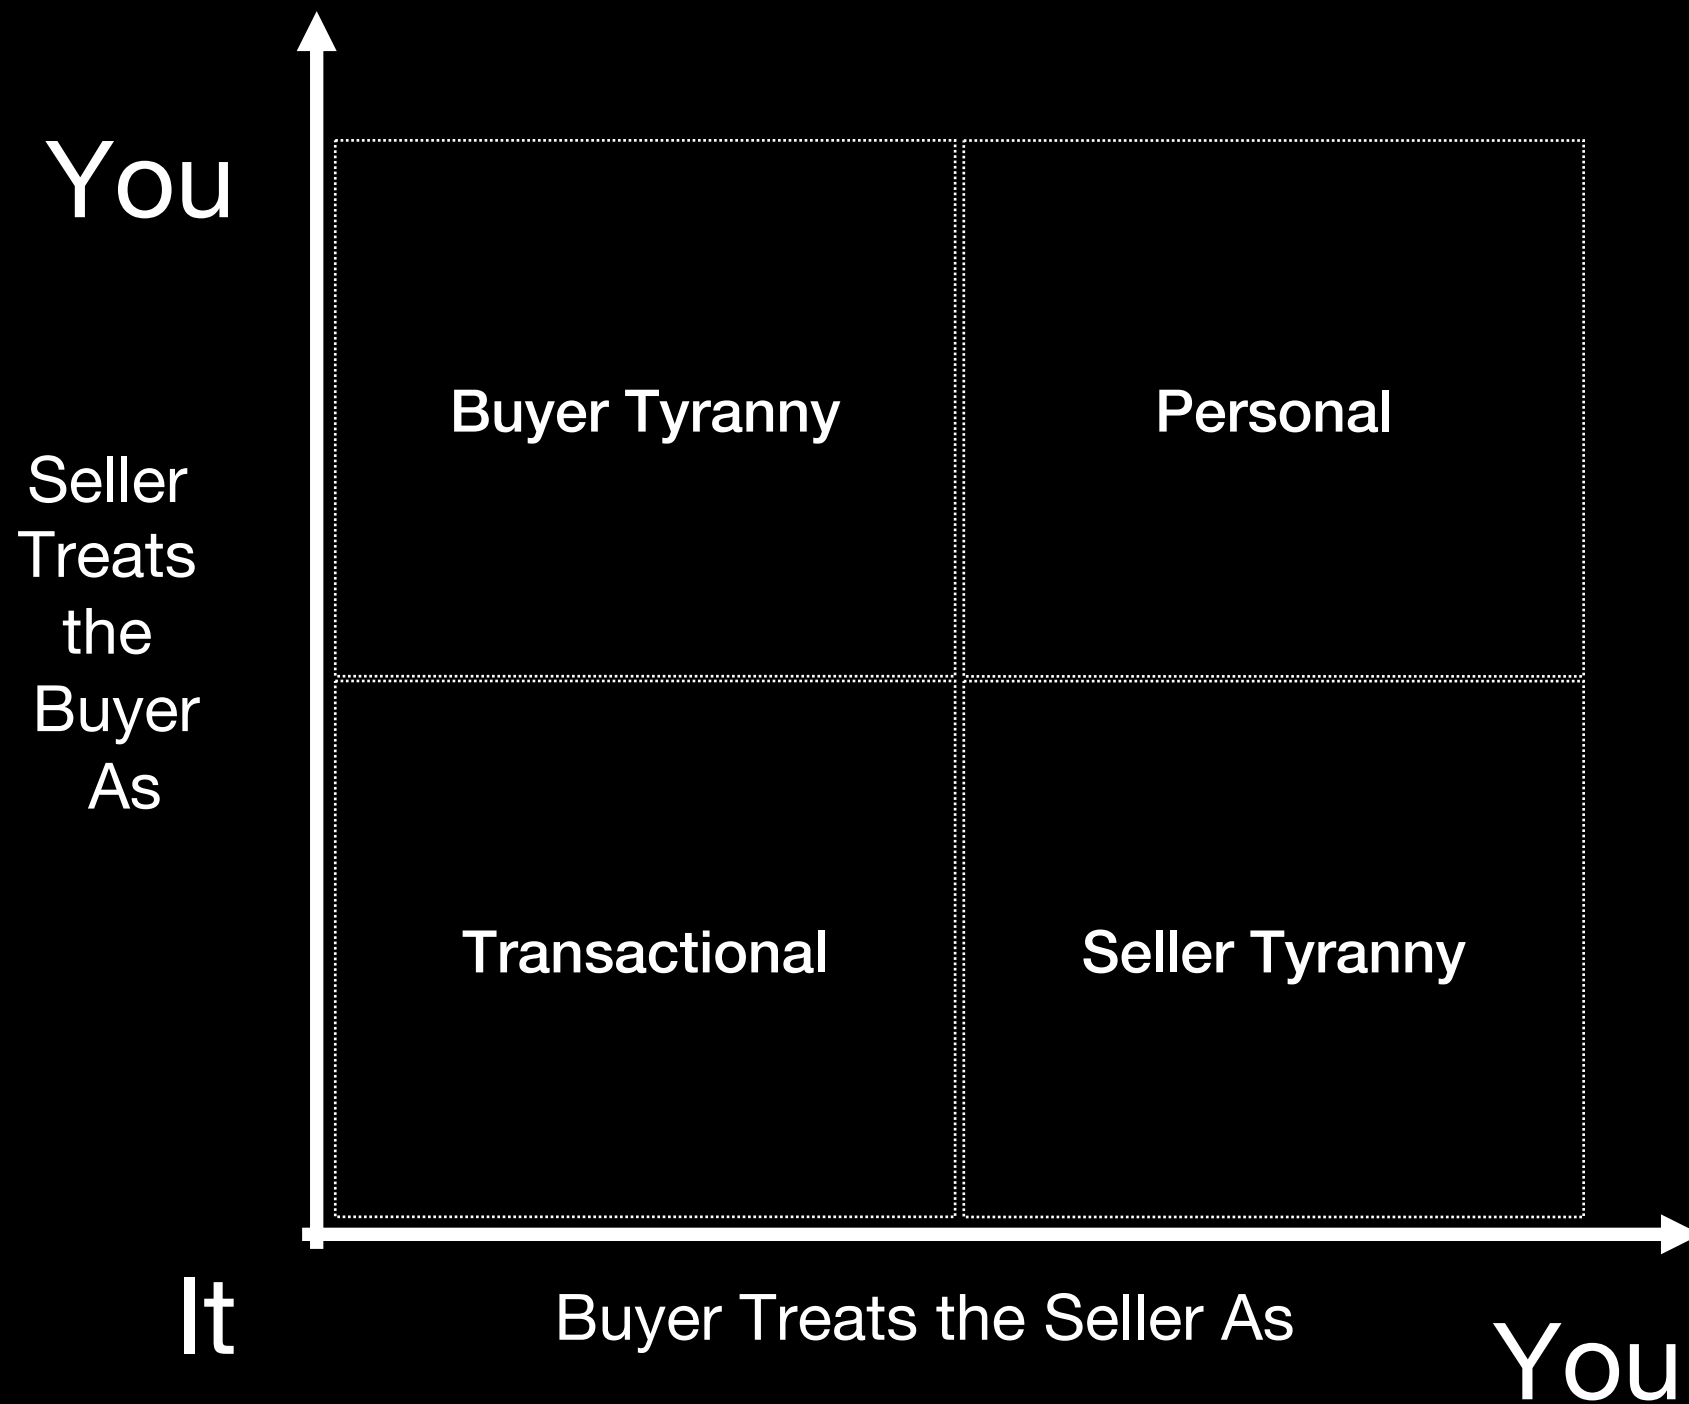 You
Buyer Tyranny
Personal
Seller
Treats
the
Buyer
As
Transactional
Seller Tyranny
It
Buyer Treats the Seller As
You